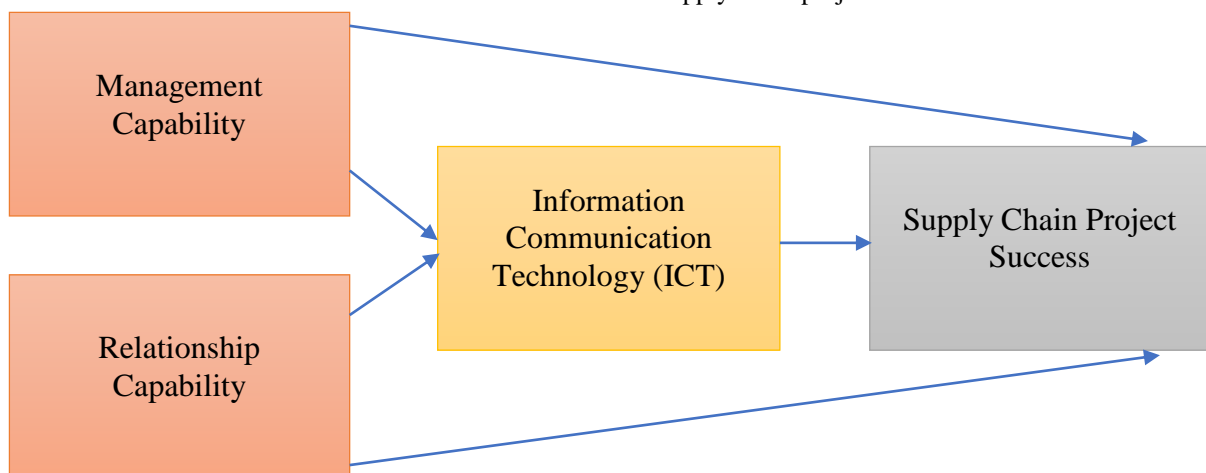 Management
Capability
Information
Communication
Technology (ICT)
Supply Chain Project
Success
Relationship
Capability